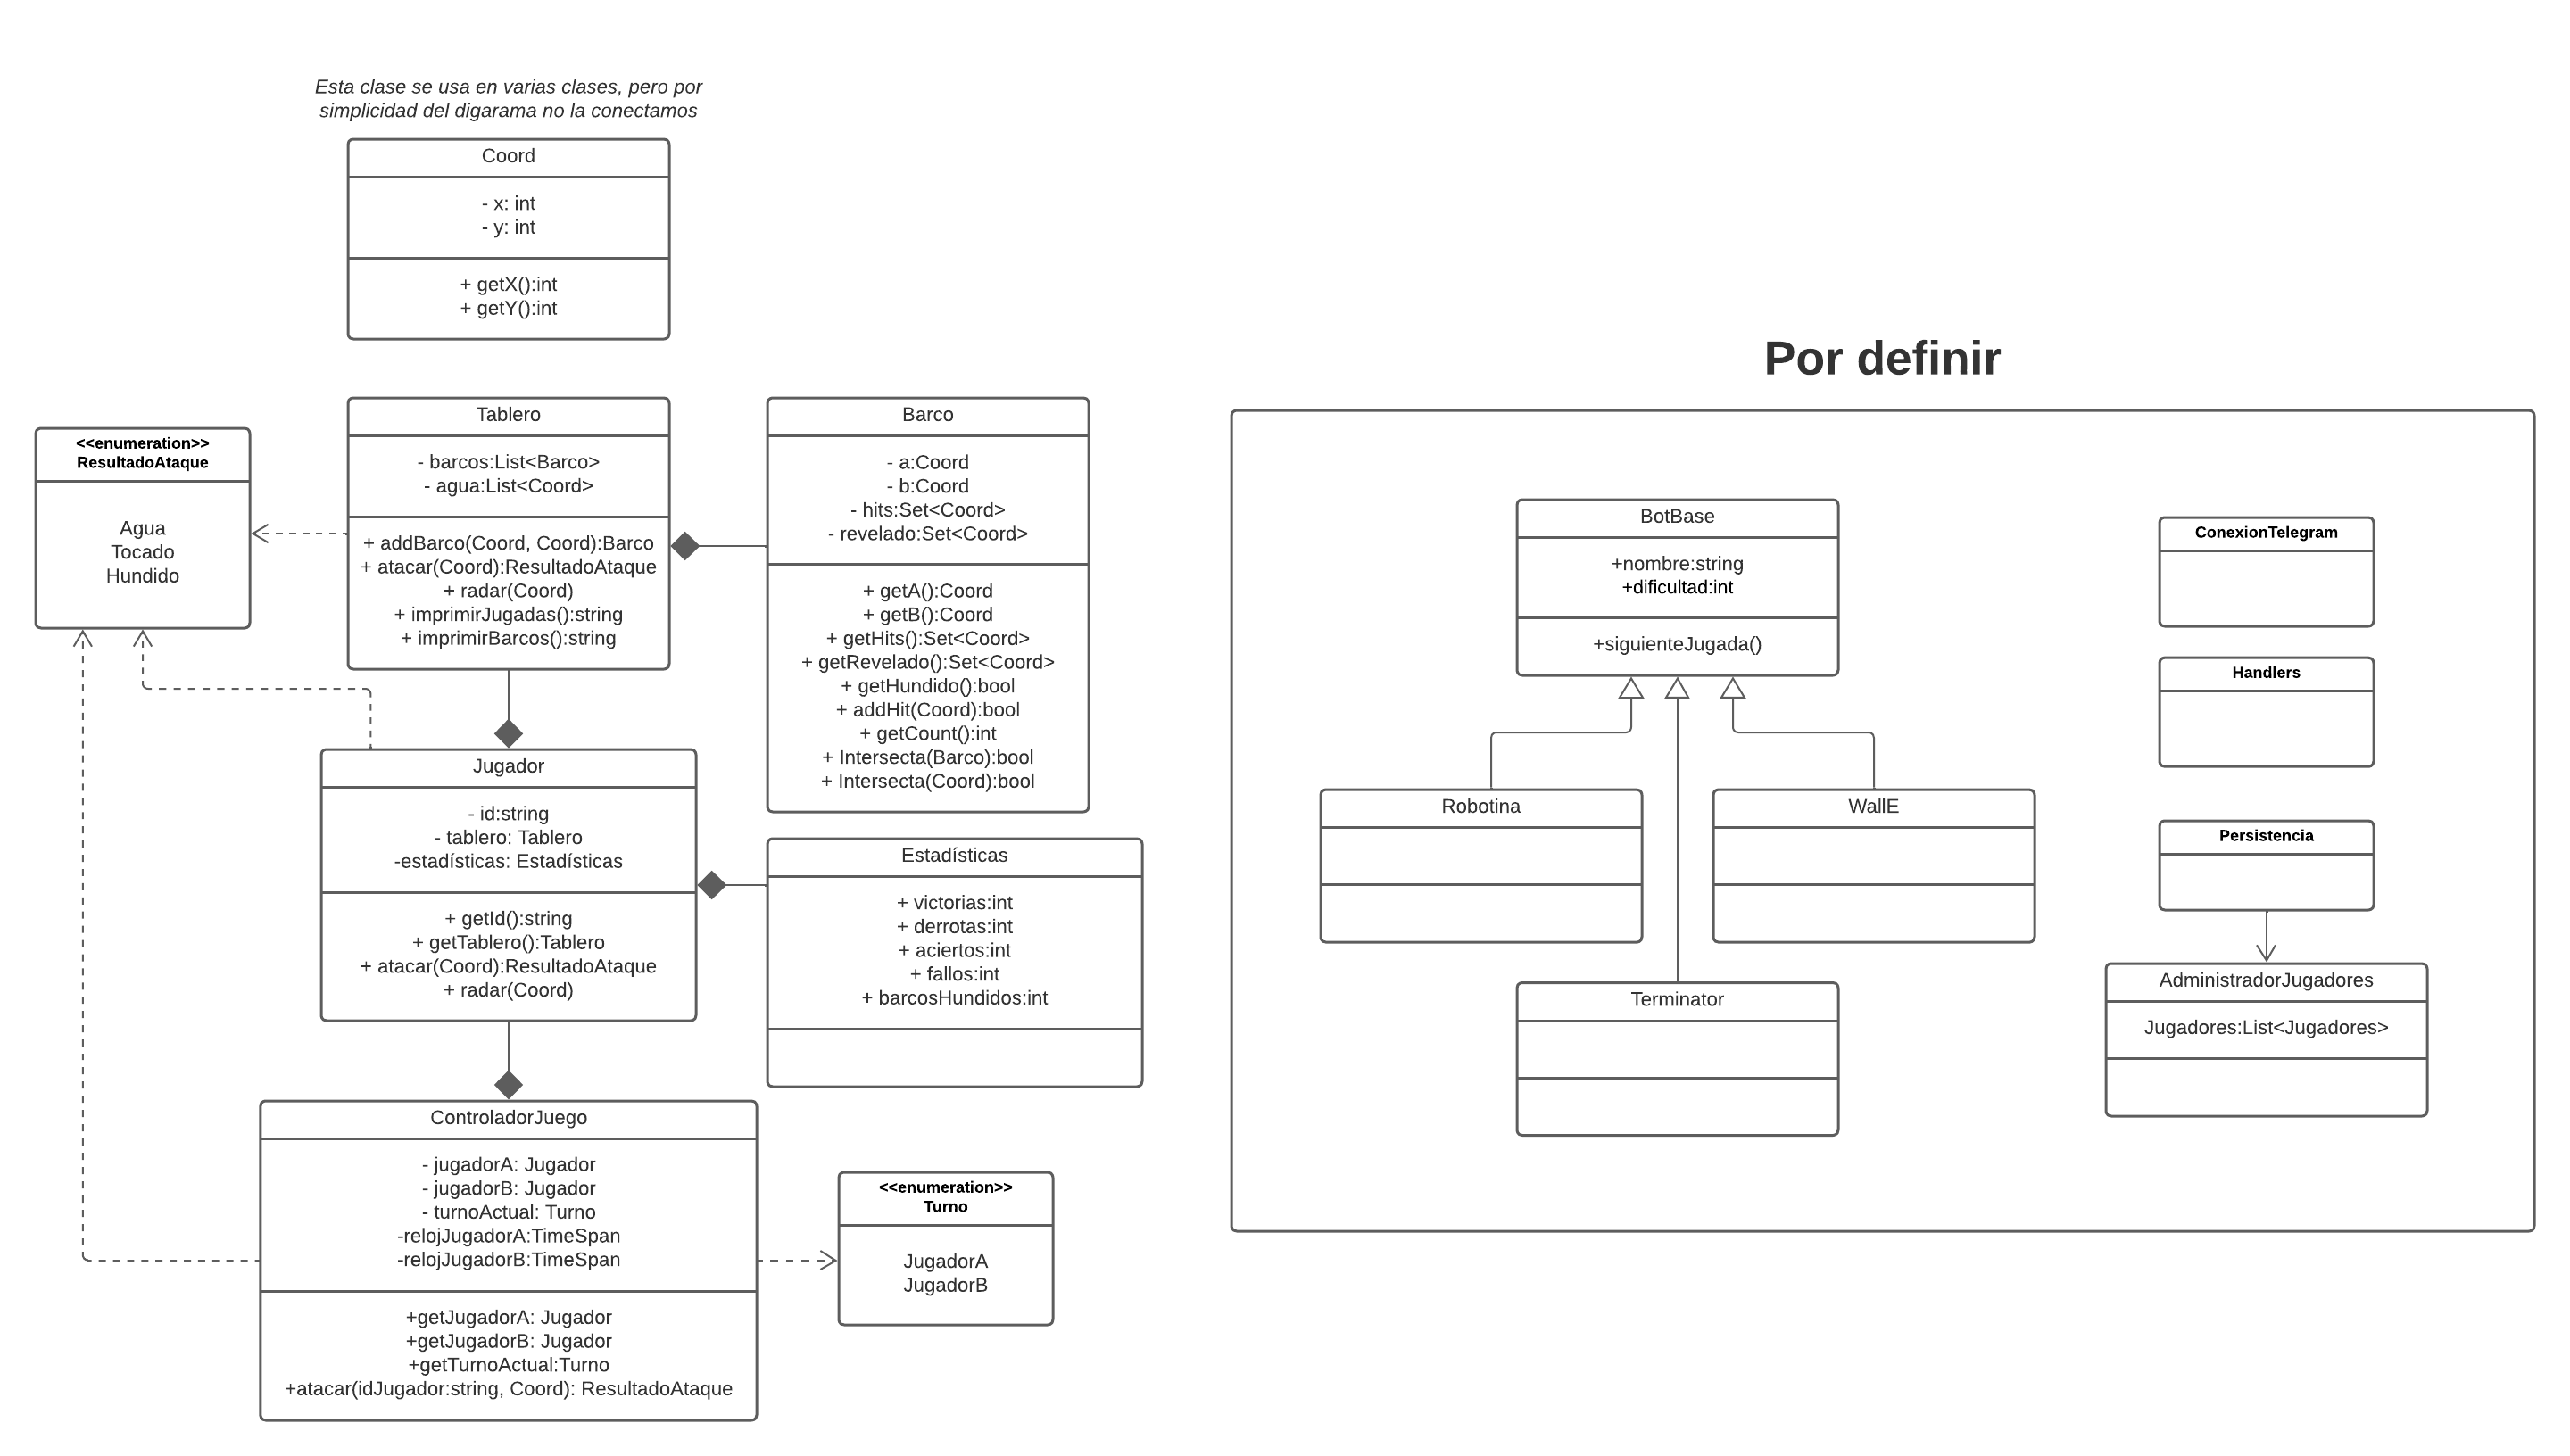 Esta clase se usa en varias clases, pero por
simplicidad del digarama no la conectamos
Coord
- x: int
- y: int
+ getX():int
+ getY():int
<<enumeration>>
ResultadoAtaque
Agua
Tocado
Hundido
Tablero
- barcos:List<Barco>
- agua:List<Coord>
+ addBarco(Coord, Coord):Barco
+ atacar(Coord):ResultadoAtaque
+ radar(Coord)
+ imprimirJugadas():string
+ imprimirBarcos():string
Barco
- a:Coord
- b:Coord
- hits:Set<Coord>
- revelado:Set<Coord>
+ getA():Coord
+ getB():Coord
+ getHits():Set<Coord>
+ getRevelado():Set<Coord>
+ getHundido():bool
+ addHit(Coord):bool
+ getCount():int
+ Intersecta(Barco):bool
+ Intersecta(Coord):bool
Jugador
- id:string
- tablero: Tablero
-estadísticas: Estadísticas
+ getId():string
+ getTablero():Tablero
+ atacar(Coord):ResultadoAtaque
+ radar(Coord)
Estadísticas
+ victorias:int
+ derrotas:int
+ aciertos:int
+ fallos:int
+ barcosHundidos:int
ControladorJuego
- jugadorA: Jugador
- jugadorB: Jugador
- turnoActual: Turno
-relojJugadorA:TimeSpan
-relojJugadorB:TimeSpan
+getJugadorA: Jugador
+getJugadorB: Jugador
+getTurnoActual:Turno
+atacar(idJugador:string, Coord): ResultadoAtaque
<<enumeration>>
Turno
JugadorA
JugadorB
Por definir
BotBase
+nombre:string
+dificultad:int
+siguienteJugada()
Robotina
WallE
Terminator
ConexionTelegram
Handlers
Persistencia
AdministradorJugadores
Jugadores:List<Jugadores>